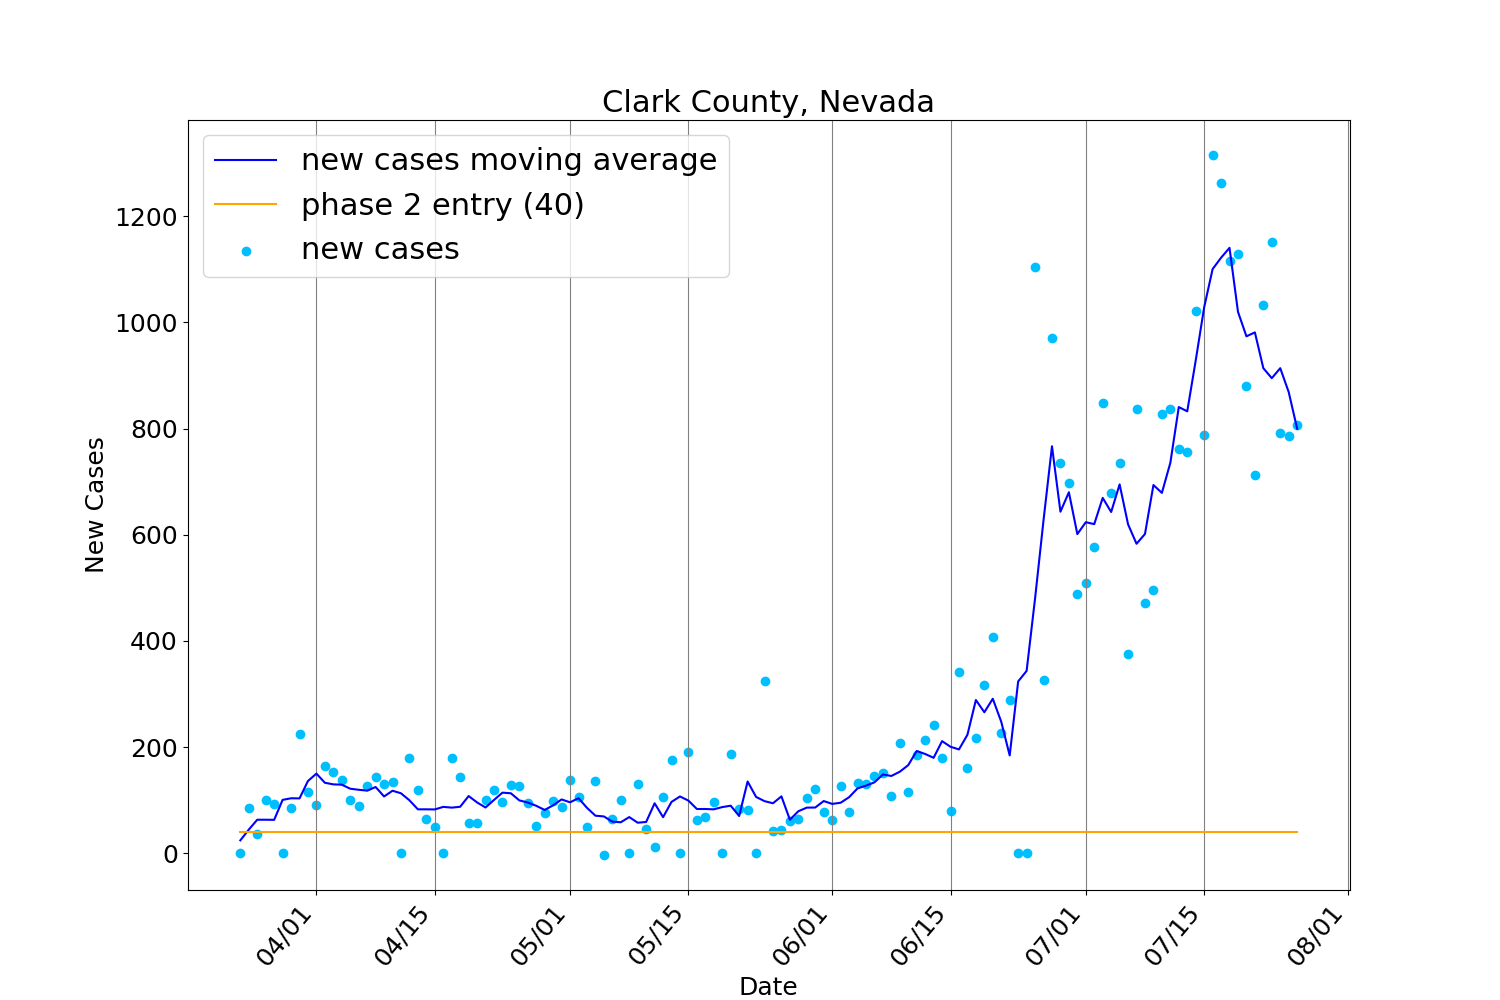 Clark County, Nevada
new cases moving average
phase 2 entry (40)
new cases
1200
1000
800
600
400
200
0
New Cases
04/01
04/15
05/01
05/15
06/01
06/15
07/01
07/15
08/01
Date